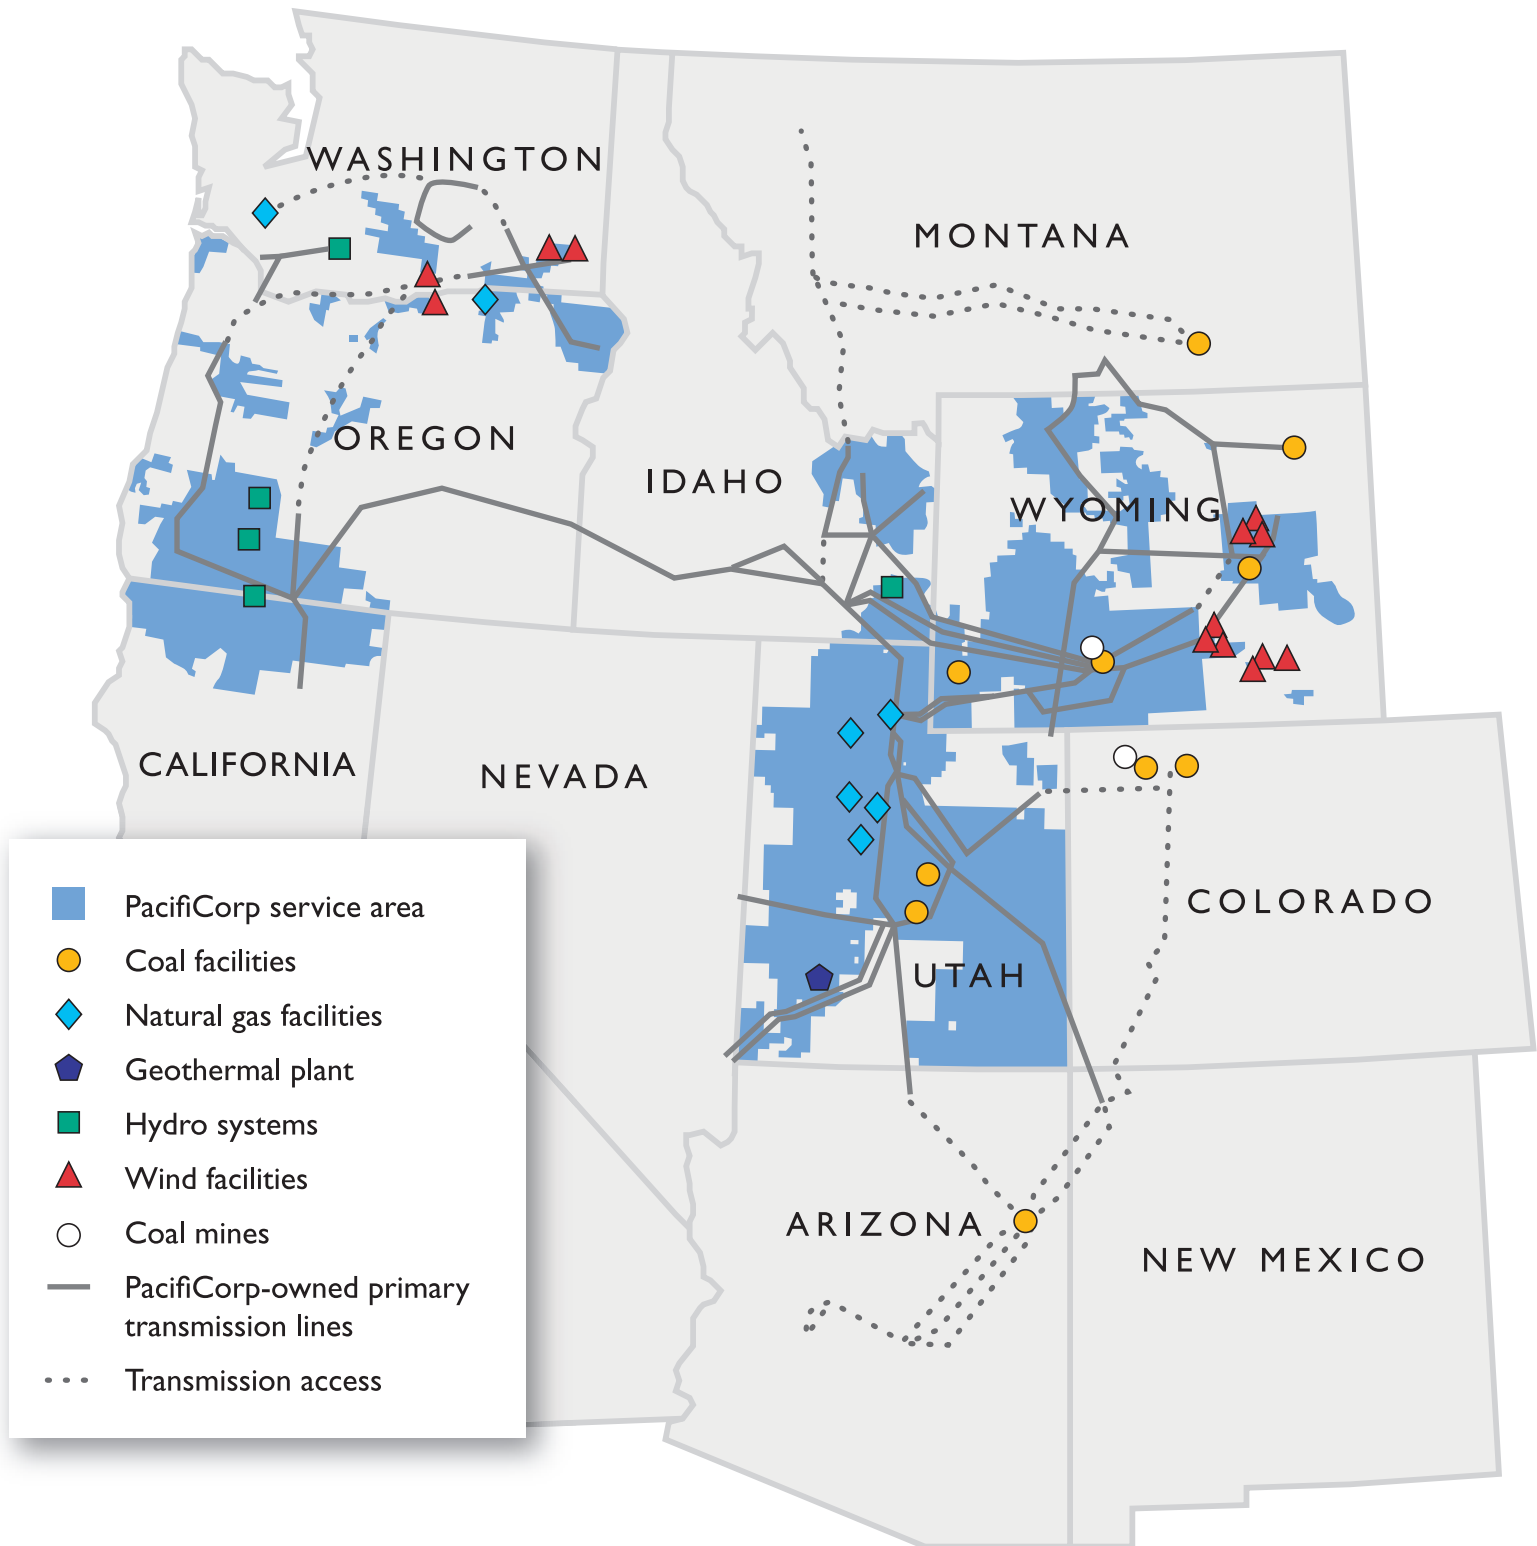 WASHINGTON
MONTANA
OREGON
IDAHO
WYOMING
CALIFORNIA
NEVADA
COLORADO
UTAH
ARIZONA
NEW MEXICO
PacifiCorp service area
Coal facilities
Natural gas facilities
Geothermal plant
Hydro systems
Wind facilities
Coal mines
PacifiCorp-owned primary
transmission lines
Transmission access